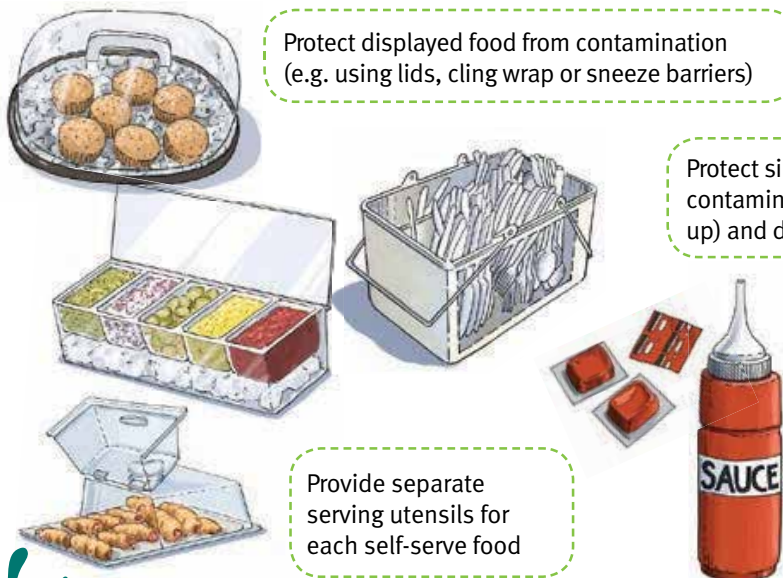 Protect displayed food from contamination
(e.g. using lids, cling wrap or sneeze barriers)
Protect
contamin
up) and d
SAUCE
Provide separate
serving utensils for
each self-serve food